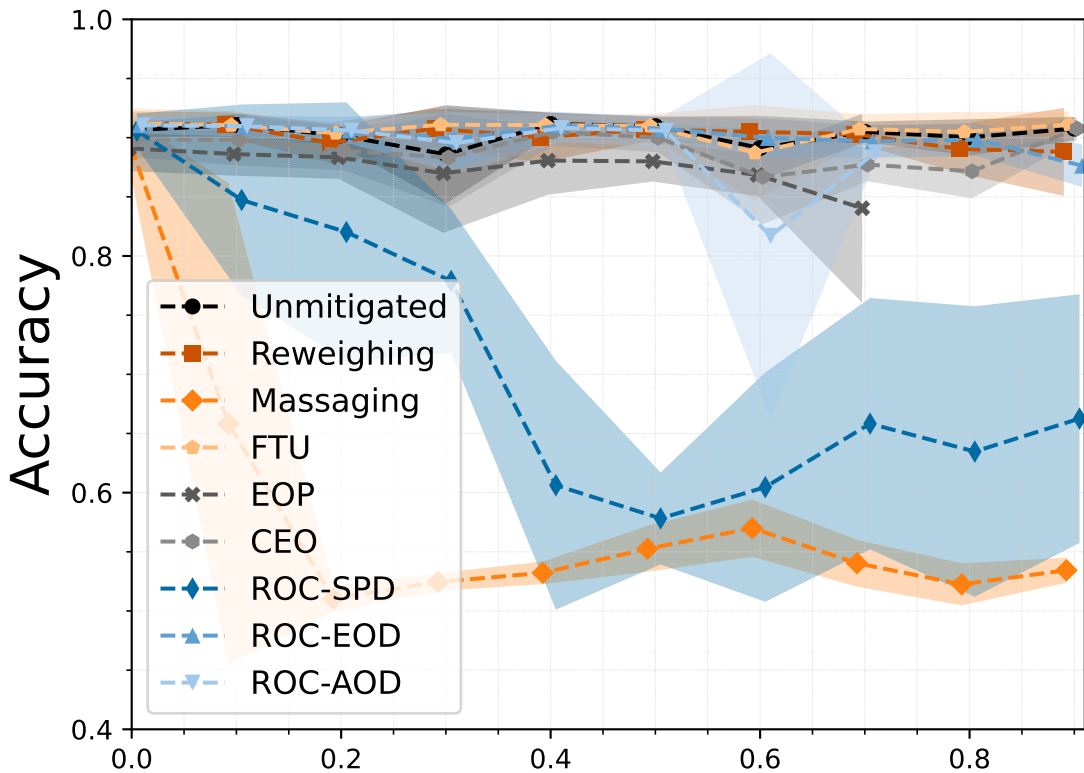 1.0
0.8
0.6
0.4
Accuracy
Unmitigated
Reweighing
Massaging
FTU
EOP
CEO
ROC-SPD
ROC-EOD
ROC-AOD
0.0 0.2 0.4 0.6 0.8